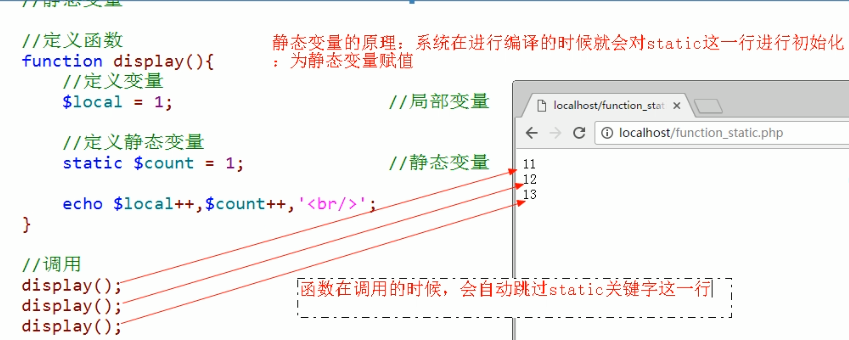 //静态变量
//定义函数
静态变量的原理：系统在进行编译的时候就会对static这一行进行初始化
：为静态变量赋值
function display(){
//定义变量
$local = 1; //局部变量
//定义静态变量
static $count = 1; //静态变量
echo $local++,$count++,'<br/>';
}
//调用
display();
display();
display();
函数在调用的时候，会自动跳过static关键字这一行
localhost/function_stat
localhost/function_static.php
11
12
13